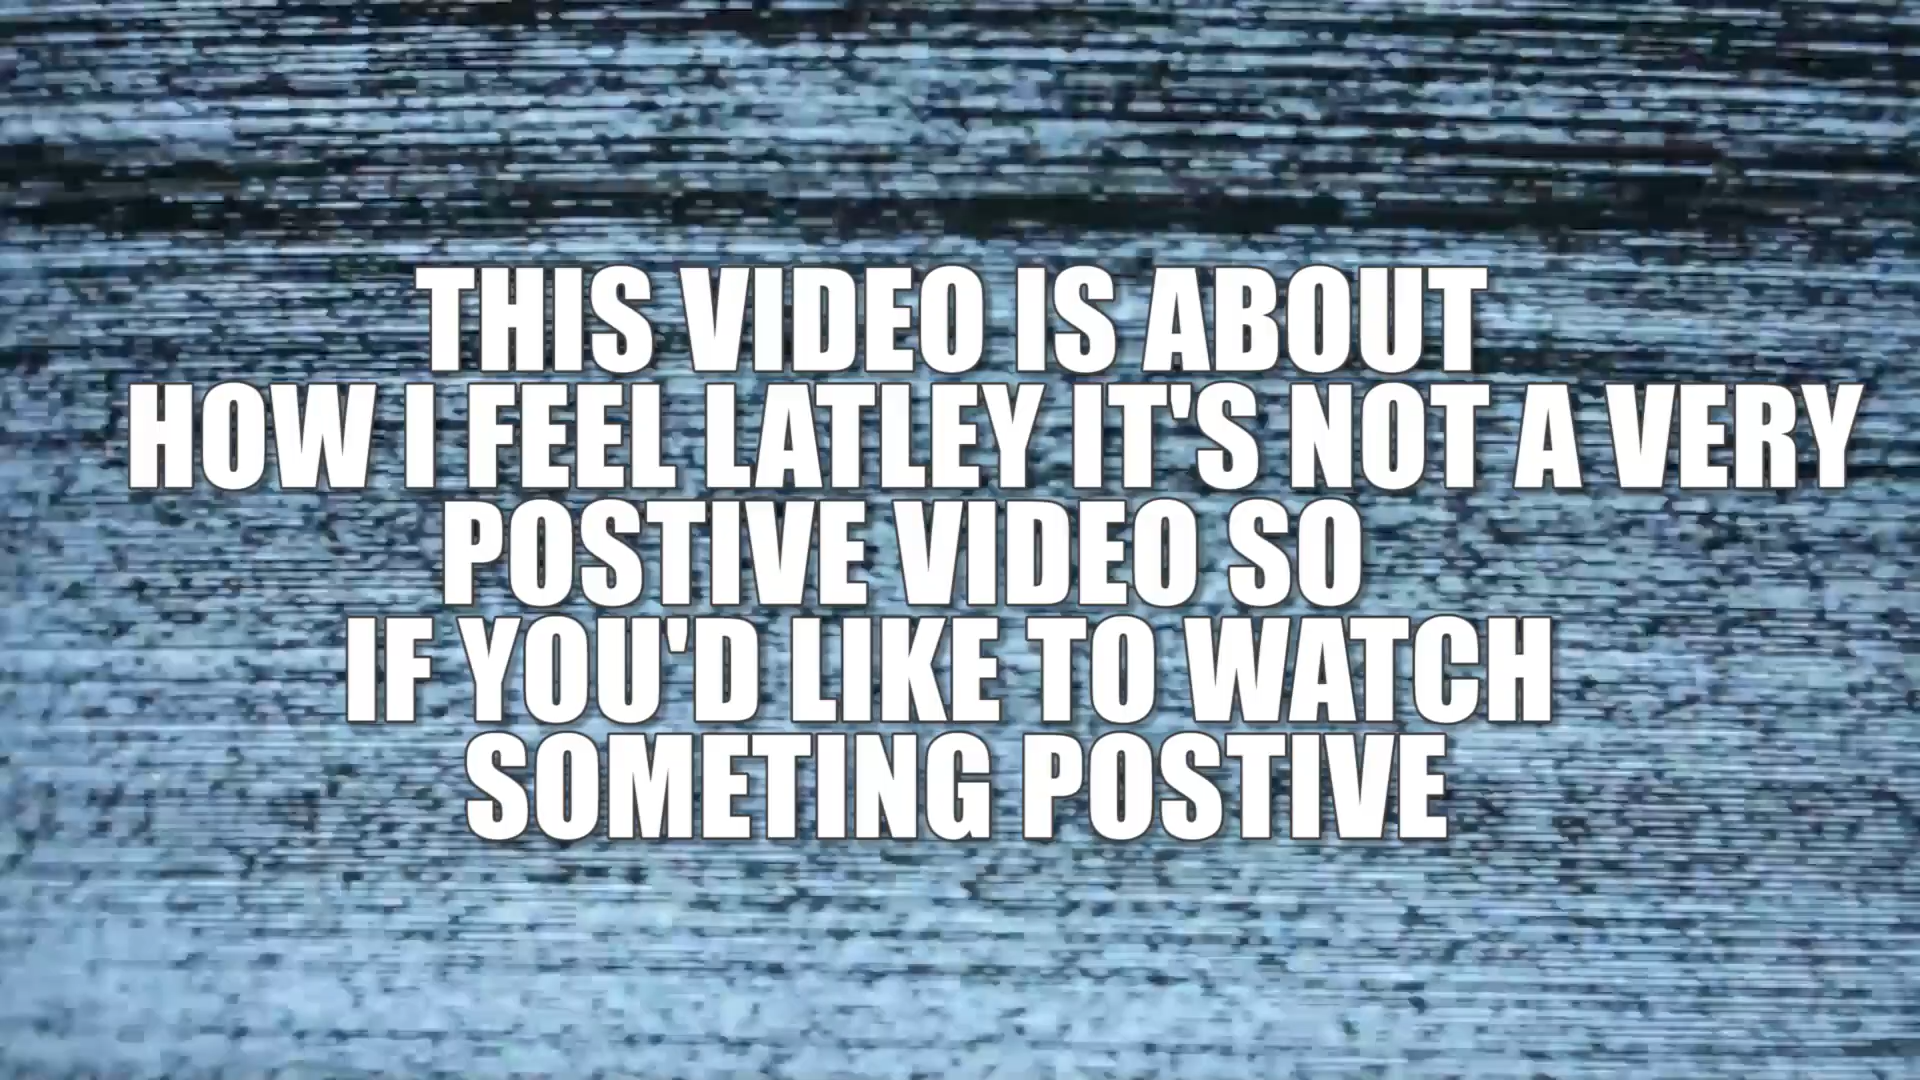 THIS VIDEO IS ABOUT
HOW I FEEL LATLEY IT'S NOT A VERY
POSTIVE VIDEO SO
IF YOU'D LIKE TO WATCH
SOMETING POSTIVE